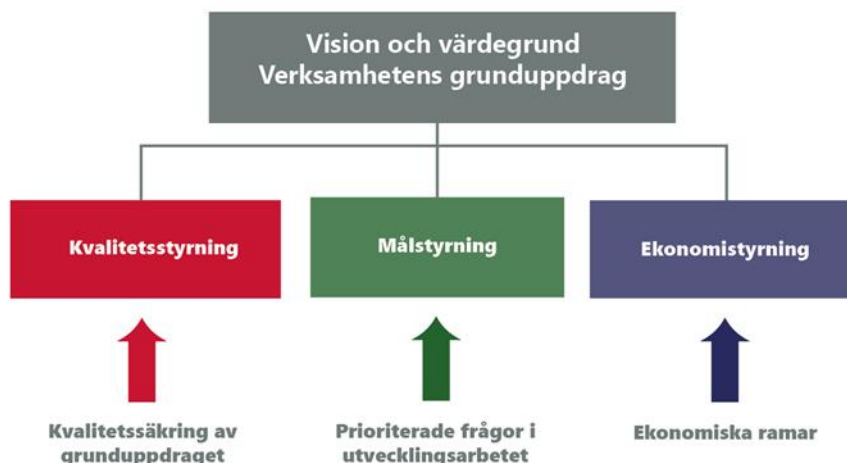 Vision och värdegrund
Verksamhetens grunduppdrag
Kvalitetsstyrning
Målstyrning
Ekonomistyrning
Kvalitetssäkring av
grunduppdraget
Prioriterade frågor i
utvecklingsarbetet
Ekonomiska ramar